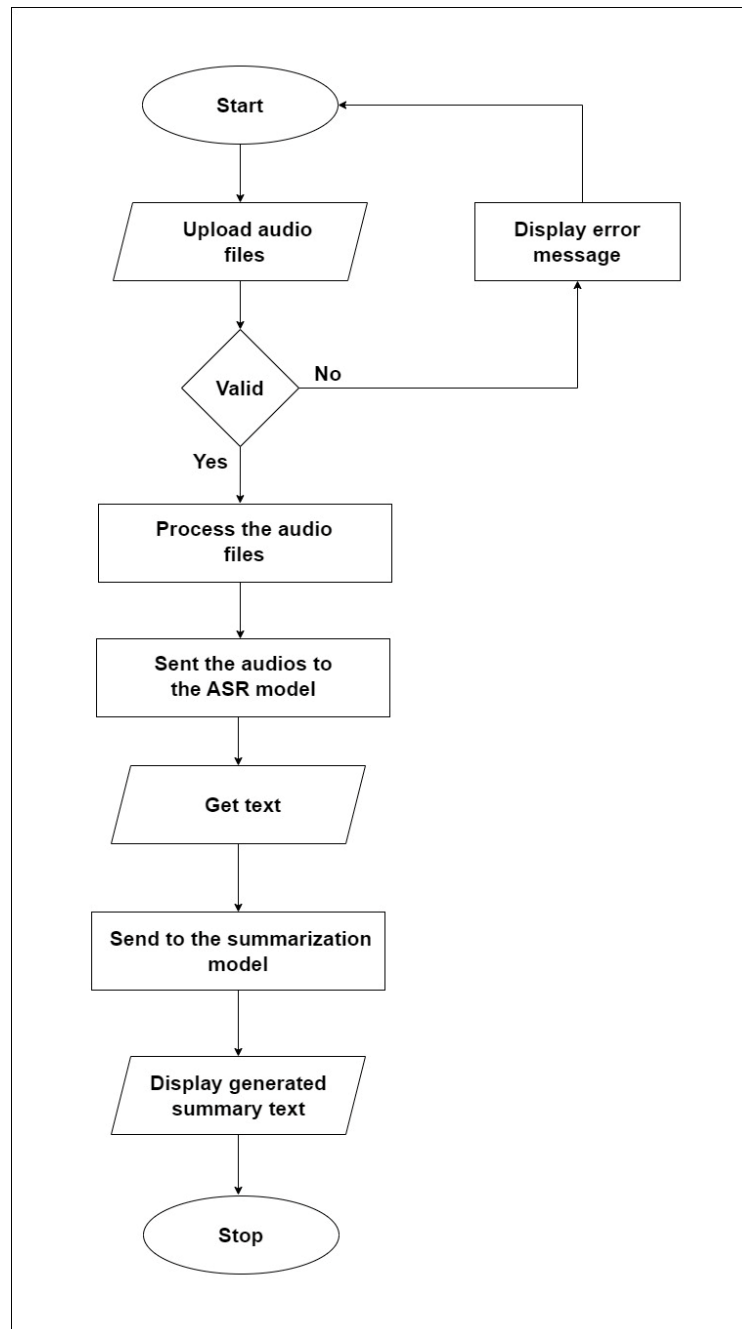 Start
Upload audio
files
Display error
message
Valid
No
Yes
Process the audio
files
Sent the audios to
the ASR model
Get text
Send to the summarization
model
Display generated
summary text
Stop